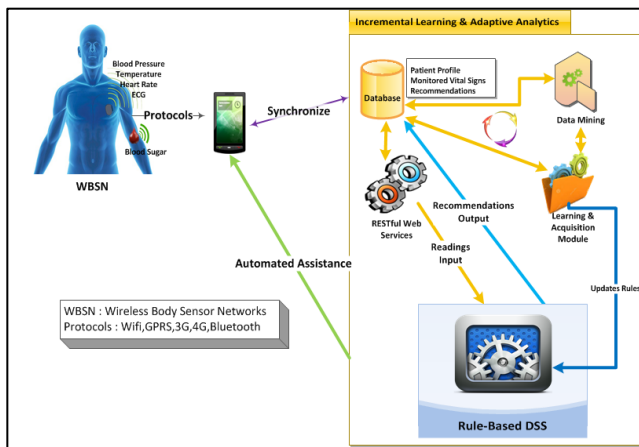 Incremental Learning & Adaptive Analytics
Blood Pressure
Temperature
Heart Rate
ECG
Protocols
Blood Sugar
WBSN
Synchronize
Database
Patient Profile
Monitored Vital Signs
Recommendations
Data Mining
RESTful Web
Services
Recommendations
Output
Learning &
Acquisition
Module
Readings
Input
Automated Assistance
Updates Rules
WBSN : Wireless Body Sensor Networks
Protocols : Wifi,GPRS,3G,4G,Bluetooth
Rule-Based DSS